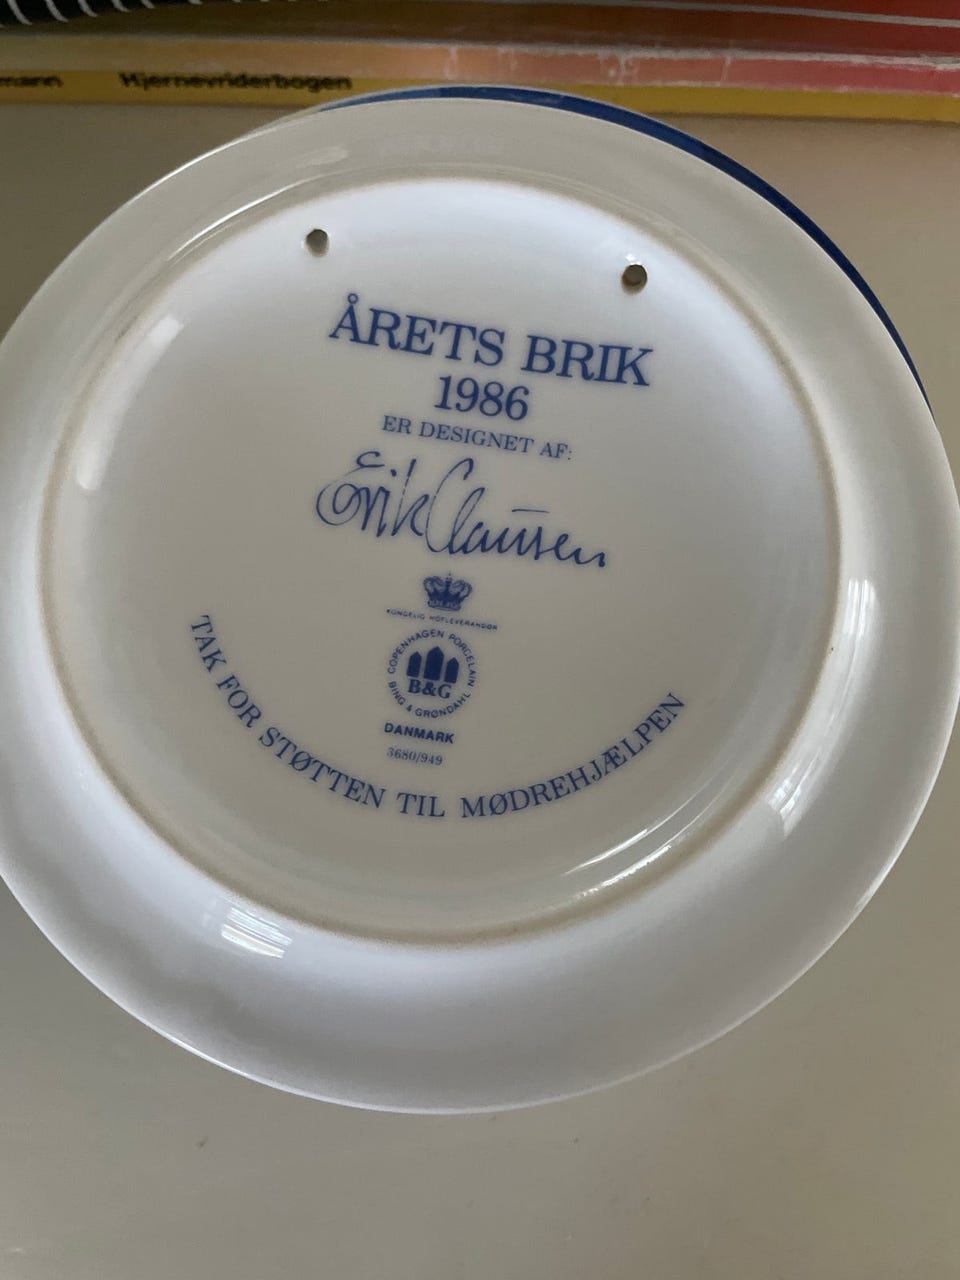 mann Hjernevriderbogen
ÅRETS BRIK
1986
ER DESIGNET AF:
Erik Clausen
KONGELIG HOFLEVERANDØR
COPENHAGEN PORCELAIN
B&G
BING & GRØNDAHL
DANMARK
3680/949
TAK FOR STØTTEN TIL MØDREHJÆLPEN